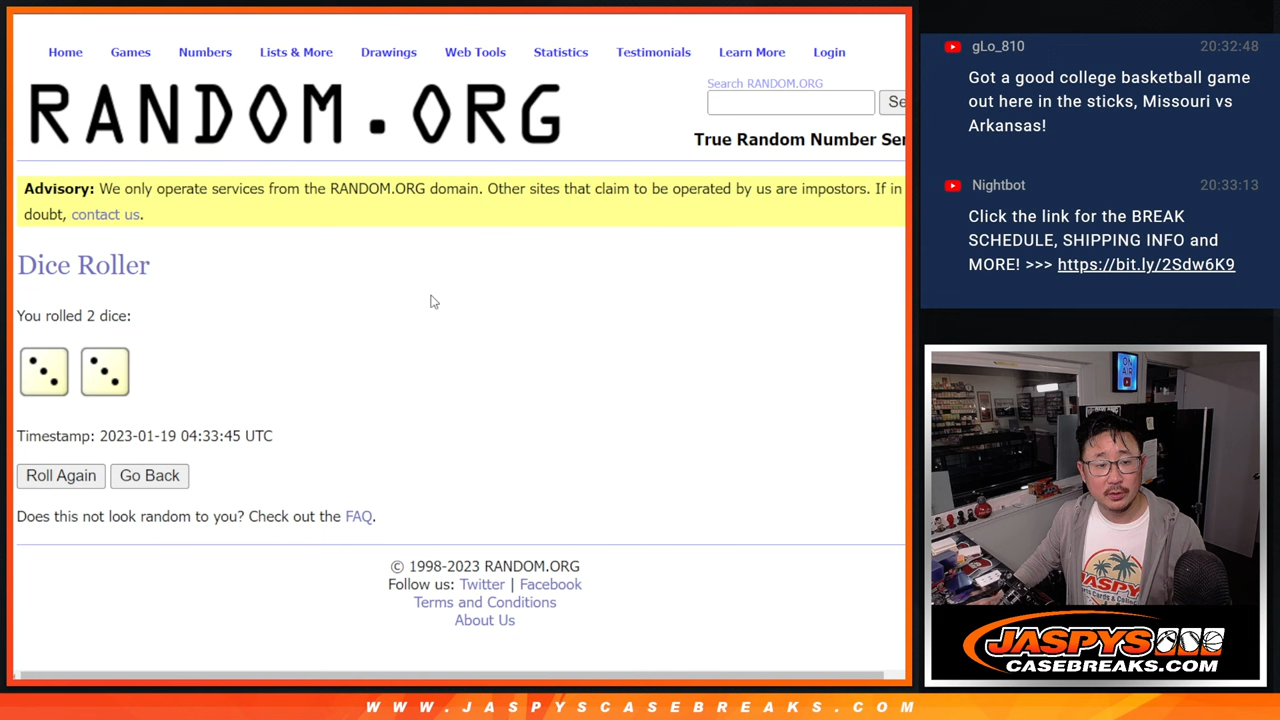 Home Games Numbers Lists & More Drawings Web Tools Statistics Testimonials Learn More Login
RANDOM.ORG
Search RANDOM.ORG
Se
True Random Number Ser
Advisory: We only operate services from the RANDOM.ORG domain. Other sites that claim to be operated by us are impostors. If in
doubt, contact us.
Dice Roller
You rolled 2 dice:
Timestamp: 2023-01-19 04:33:45 UTC
Roll Again Go Back
Does this not look random to you? Check out the FAQ.
© 1998-2023 RANDOM.ORG
Follow us: Twitter | Facebook
Terms and Conditions
About Us
gLo_810 20:32:48
Got a good college basketball game
out here in the sticks, Missouri vs
Arkansas!
Nightbot 20:33:13
Click the link for the BREAK
SCHEDULE, SHIPPING INFO and
MORE! >>> https://bit.ly/2Sdw6K9
ON
AIR
JASPY
JASPYS
CASEBREAKS.COM
WWW.JASPYSCASEBREAKS.COM